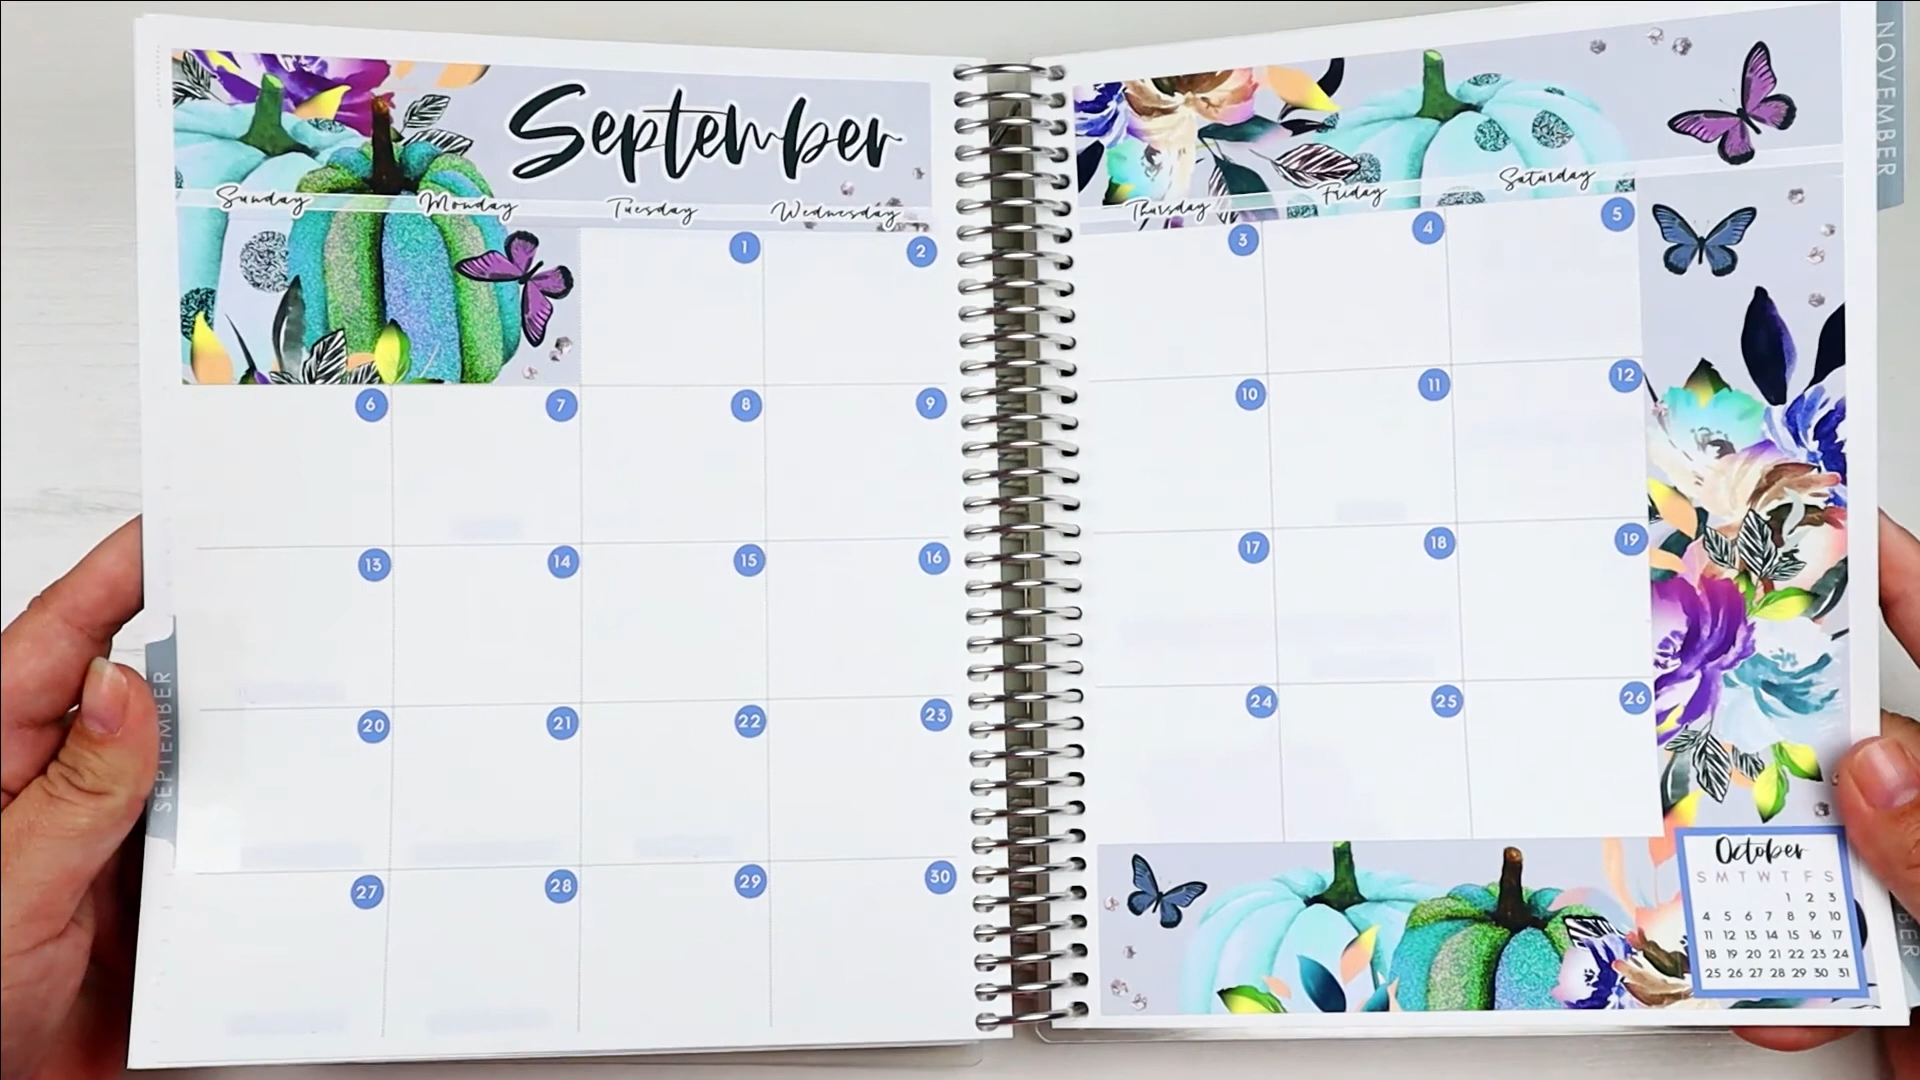 September
Sunday Monday Tuesday Wednesday
1 2
6 7 8 9
13 14 15 16
20 21 22 23
27 28 29 30
SEPTEMBER
Thursday Friday Saturday
3 4 5
10 11 12
17 18 19
24 25 26
October
S M T W T F S
1 2 3
4 5 6 7 8 9 10
11 12 13 14 15 16 17
18 19 20 21 22 23 24
25 26 27 28 29 30 31
NOVEMBER
BER